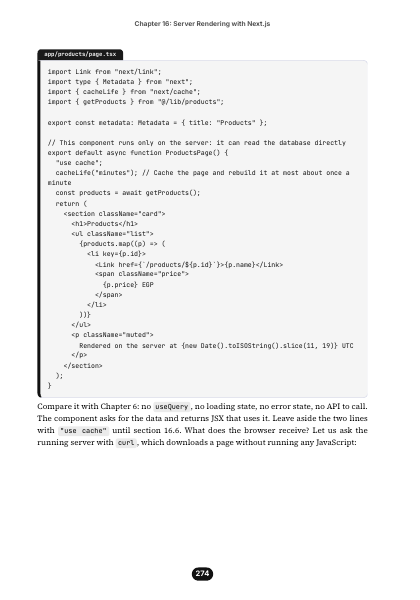 Chapter 16: Server Rendering with Next.js
app/products/page.tsx
import Link from "next/link";
import type { Metadata } from "next";
import { cacheLife } from "next/cache";
import { getProducts } from "@/lib/products";
export const metadata: Metadata = { title: "Products" };
// This component runs only on the server: it can read the database directly
export default async function ProductsPage() {
  "use cache";
  cacheLife("minutes"); // Cache the page and rebuild it at most about once a
minute
  const products = await getProducts();
  return (
    <section className="card">
      <h1>Products</h1>
      <ul className="list">
        {products.map((p) => (
          <li key={p.id}>
            <Link href={`/products/${p.id}`}>{p.name}</Link>
            <span className="price">
              {p.price} EGP
            </span>
          </li>
        ))}
      </ul>
      <p className="muted">
        Rendered on the server at {new Date().toISOString().slice(11, 19)} UTC
      </p>
    </section>
  );
}
Compare it with Chapter 6: no useQuery, no loading state, no error state, no API to call.
The component asks for the data and returns JSX that uses it. Leave aside the two lines
with "use cache" until section 16.6. What does the browser receive? Let us ask the
running server with curl, which downloads a page without running any JavaScript:
274